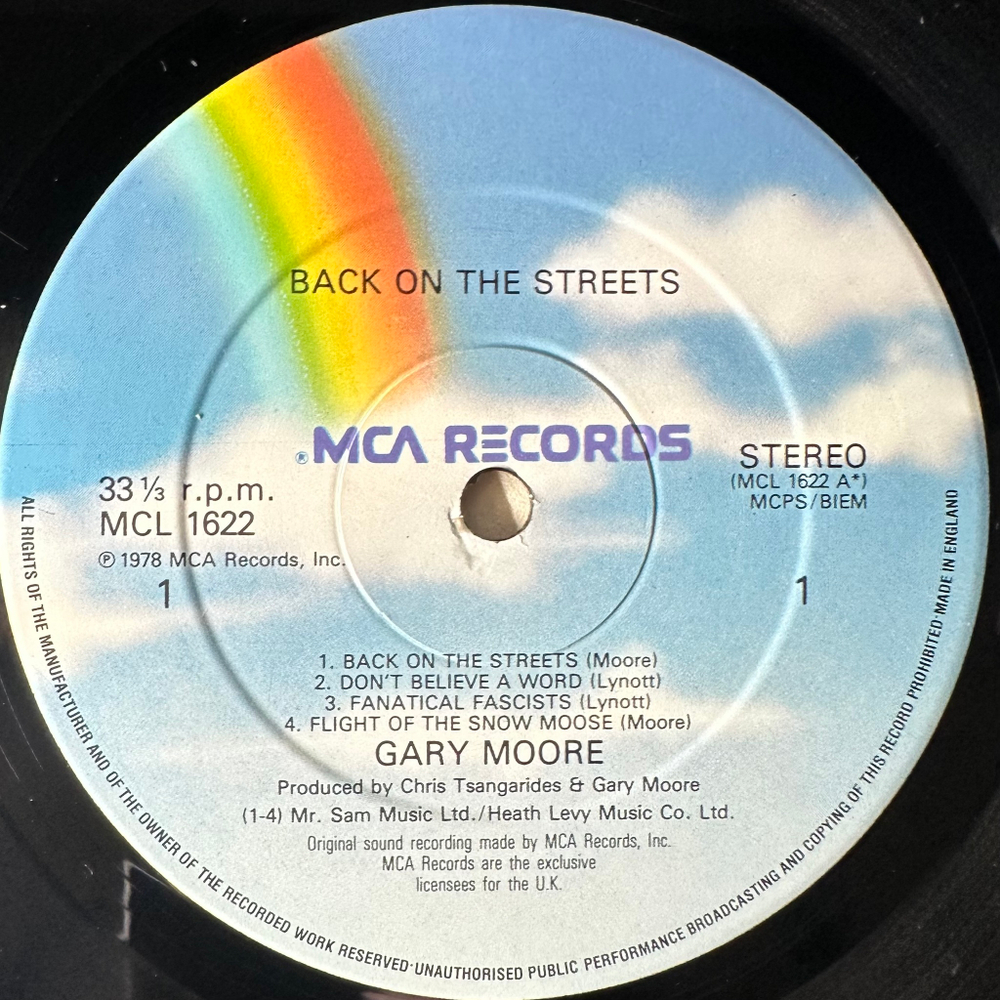 BACK ON THE STREETS
® MCA RECORDS
33 ⅓ r.p.m.
MCL 1622
℗ 1978 MCA Records, Inc.
1
STEREO
(MCL 1622 A*)
MCPS/BIEM
1
1. BACK ON THE STREETS (Moore)
2. DON'T BELIEVE A WORD (Lynott)
3. FANATICAL FASCISTS (Lynott)
4. FLIGHT OF THE SNOW MOOSE (Moore)
GARY MOORE
Produced by Chris Tsangarides & Gary Moore
(1-4) Mr. Sam Music Ltd./Heath Levy Music Co. Ltd.
Original sound recording made by MCA Records, Inc.
MCA Records are the exclusive
licensees for the U.K.
ALL RIGHTS OF THE MANUFACTURER AND OF THE OWNER OF THE RECORDED WORK RESERVED·UNAUTHORISED PUBLIC PERFORMANCE BROADCASTING AND COPYING OF THIS RECORD PROHIBITED·MADE IN ENGLAND